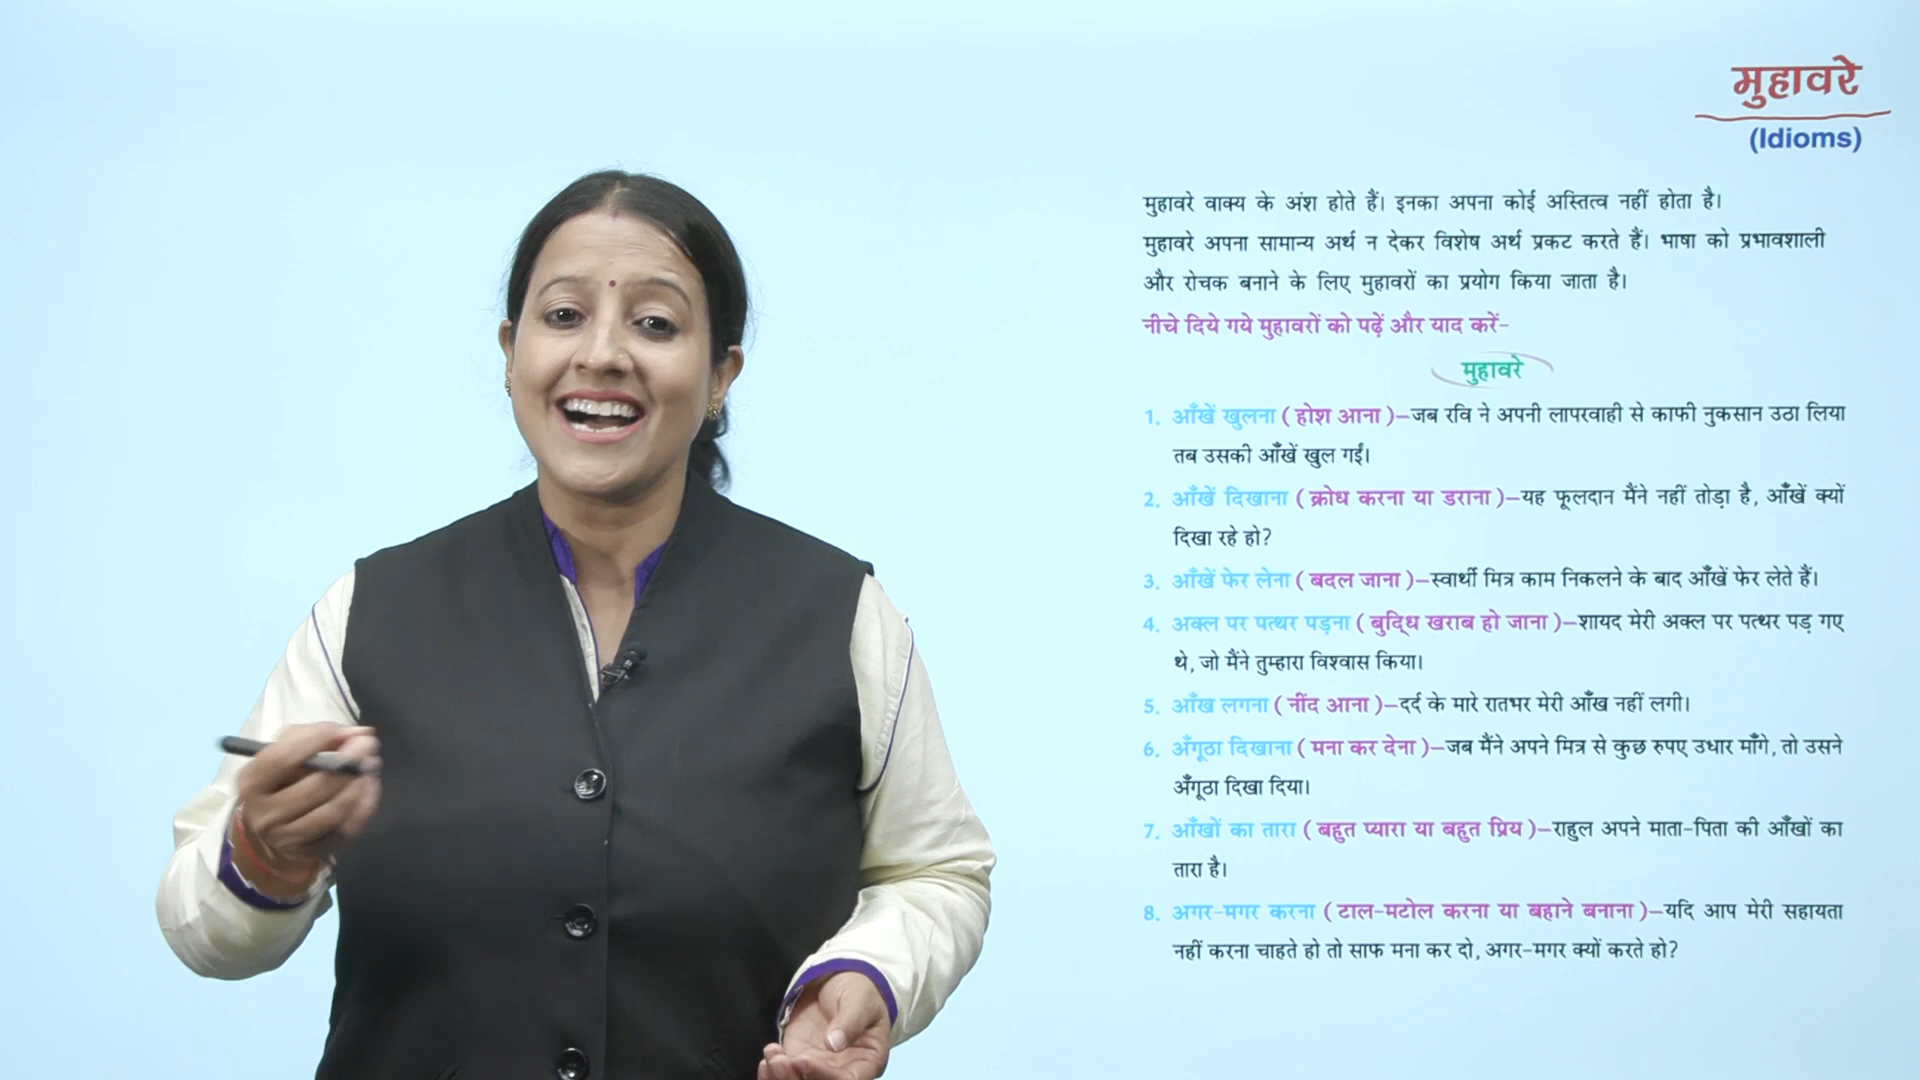 मुहावरे
(Idioms)
मुहावरे वाक्य के अंश होते हैं। इनका अपना कोई अस्तित्व नहीं होता है।
मुहावरे अपना सामान्य अर्थ न देकर विशेष अर्थ प्रकट करते हैं। भाषा को प्रभावशाली
और रोचक बनाने के लिए मुहावरों का प्रयोग किया जाता है।
नीचे दिये गये मुहावरों को पढ़ें और याद करें-
मुहावरे
1. आँखें खुलना (होश आना)–जब रवि ने अपनी लापरवाही से काफी नुकसान उठा लिया
तब उसकी आँखें खुल गईं।
2. आँखें दिखाना (क्रोध करना या डराना)–यह फूलदान मैंने नहीं तोड़ा है, आँखें क्यों
दिखा रहे हो?
3. आँखें फेर लेना (बदल जाना)–स्वार्थी मित्र काम निकलने के बाद आँखें फेर लेते हैं।
4. अक्ल पर पत्थर पड़ना (बुद्धि खराब हो जाना)–शायद मेरी अक्ल पर पत्थर पड़ गए
थे, जो मैंने तुम्हारा विश्वास किया।
5. आँख लगना (नींद आना)–दर्द के मारे रातभर मेरी आँख नहीं लगी।
6. अँगूठा दिखाना (मना कर देना)–जब मैंने अपने मित्र से कुछ रुपए उधार माँगे, तो उसने
अँगूठा दिखा दिया।
7. आँखों का तारा (बहुत प्यारा या बहुत प्रिय)–राहुल अपने माता-पिता की आँखों का
तारा है।
8. अगर-मगर करना (टाल-मटोल करना या बहाने बनाना)–यदि आप मेरी सहायता
नहीं करना चाहते हो तो साफ मना कर दो, अगर-मगर क्यों करते हो?